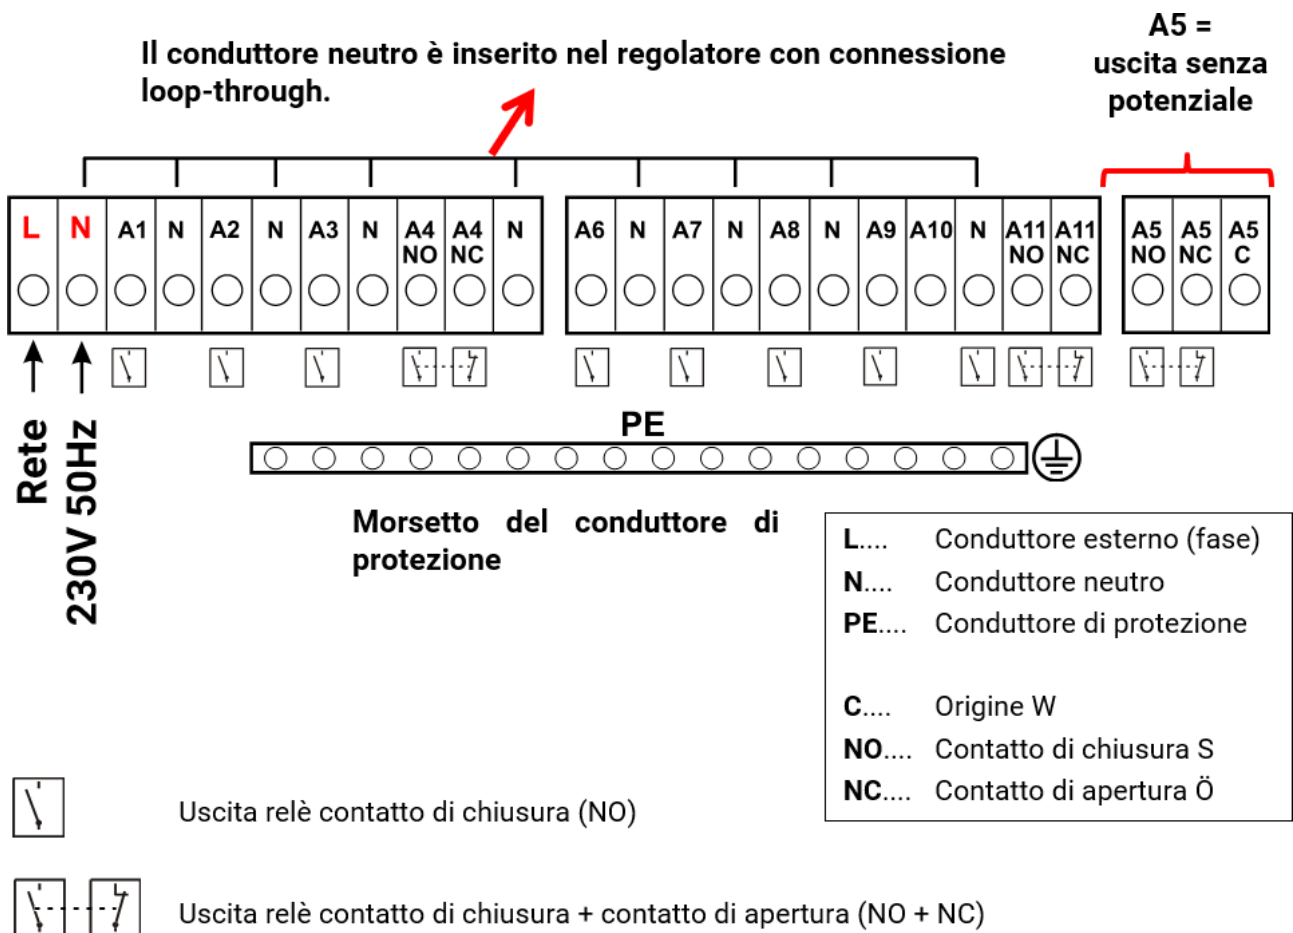 A5 =
uscita senza
potenziale
Il conduttore neutro è inserito nel regolatore con connessione
loop-through.
L N A1 N A2 N A3 N A4 NO A4 NC N A6 N A7 N A8 N A9 A10 N A11 NO A11 NC A5 NO A5 NC A5 C
Rete
230V 50Hz
PE
Morsetto del conduttore di
protezione
L.... Conduttore esterno (fase)
N.... Conduttore neutro
PE.... Conduttore di protezione
C.... Origine W
NO.... Contatto di chiusura S
NC.... Contatto di apertura Ö
Uscita relè contatto di chiusura (NO)
Uscita relè contatto di chiusura + contatto di apertura (NO + NC)